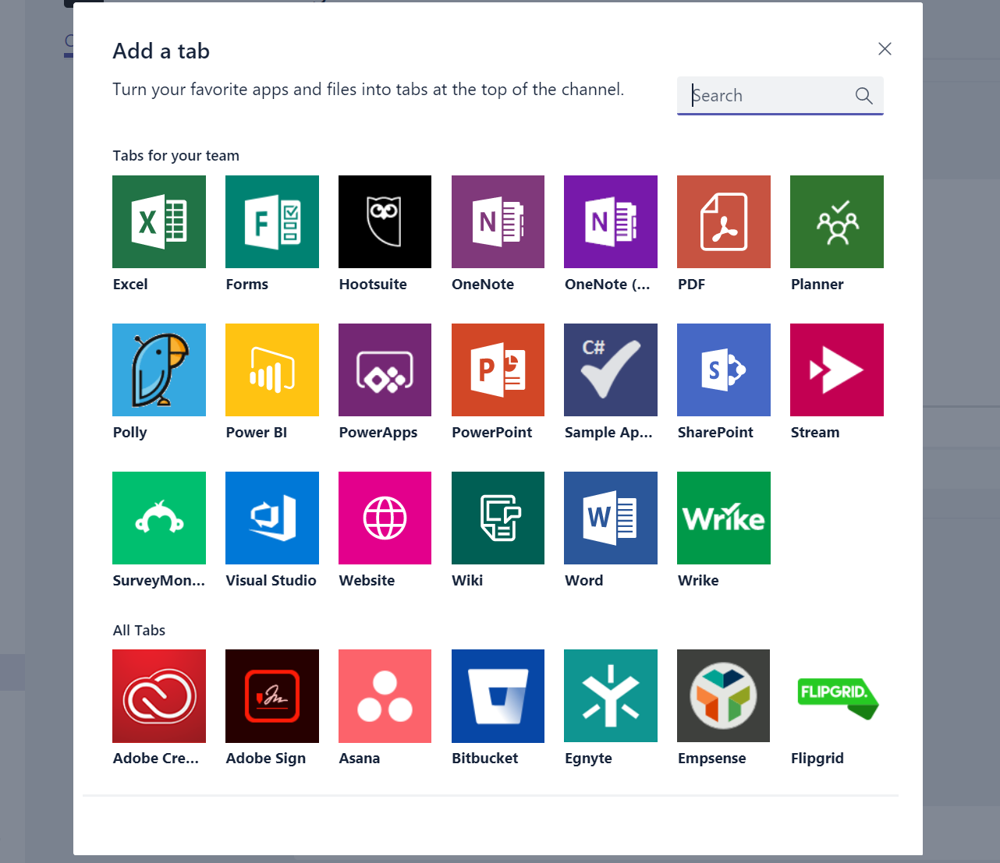 Add a tab
Turn your favorite apps and files into tabs at the top of the channel.
Search
Tabs for your team
X F N N
Excel Forms Hootsuite OneNote OneNote (... PDF Planner
P C# S
Polly Power BI PowerApps PowerPoint Sample Ap... SharePoint Stream
W Wrike
SurveyMon... Visual Studio Website Wiki Word Wrike
All Tabs
FLIPGRID.
Adobe Cre... Adobe Sign Asana Bitbucket Egnyte Empsense Flipgrid